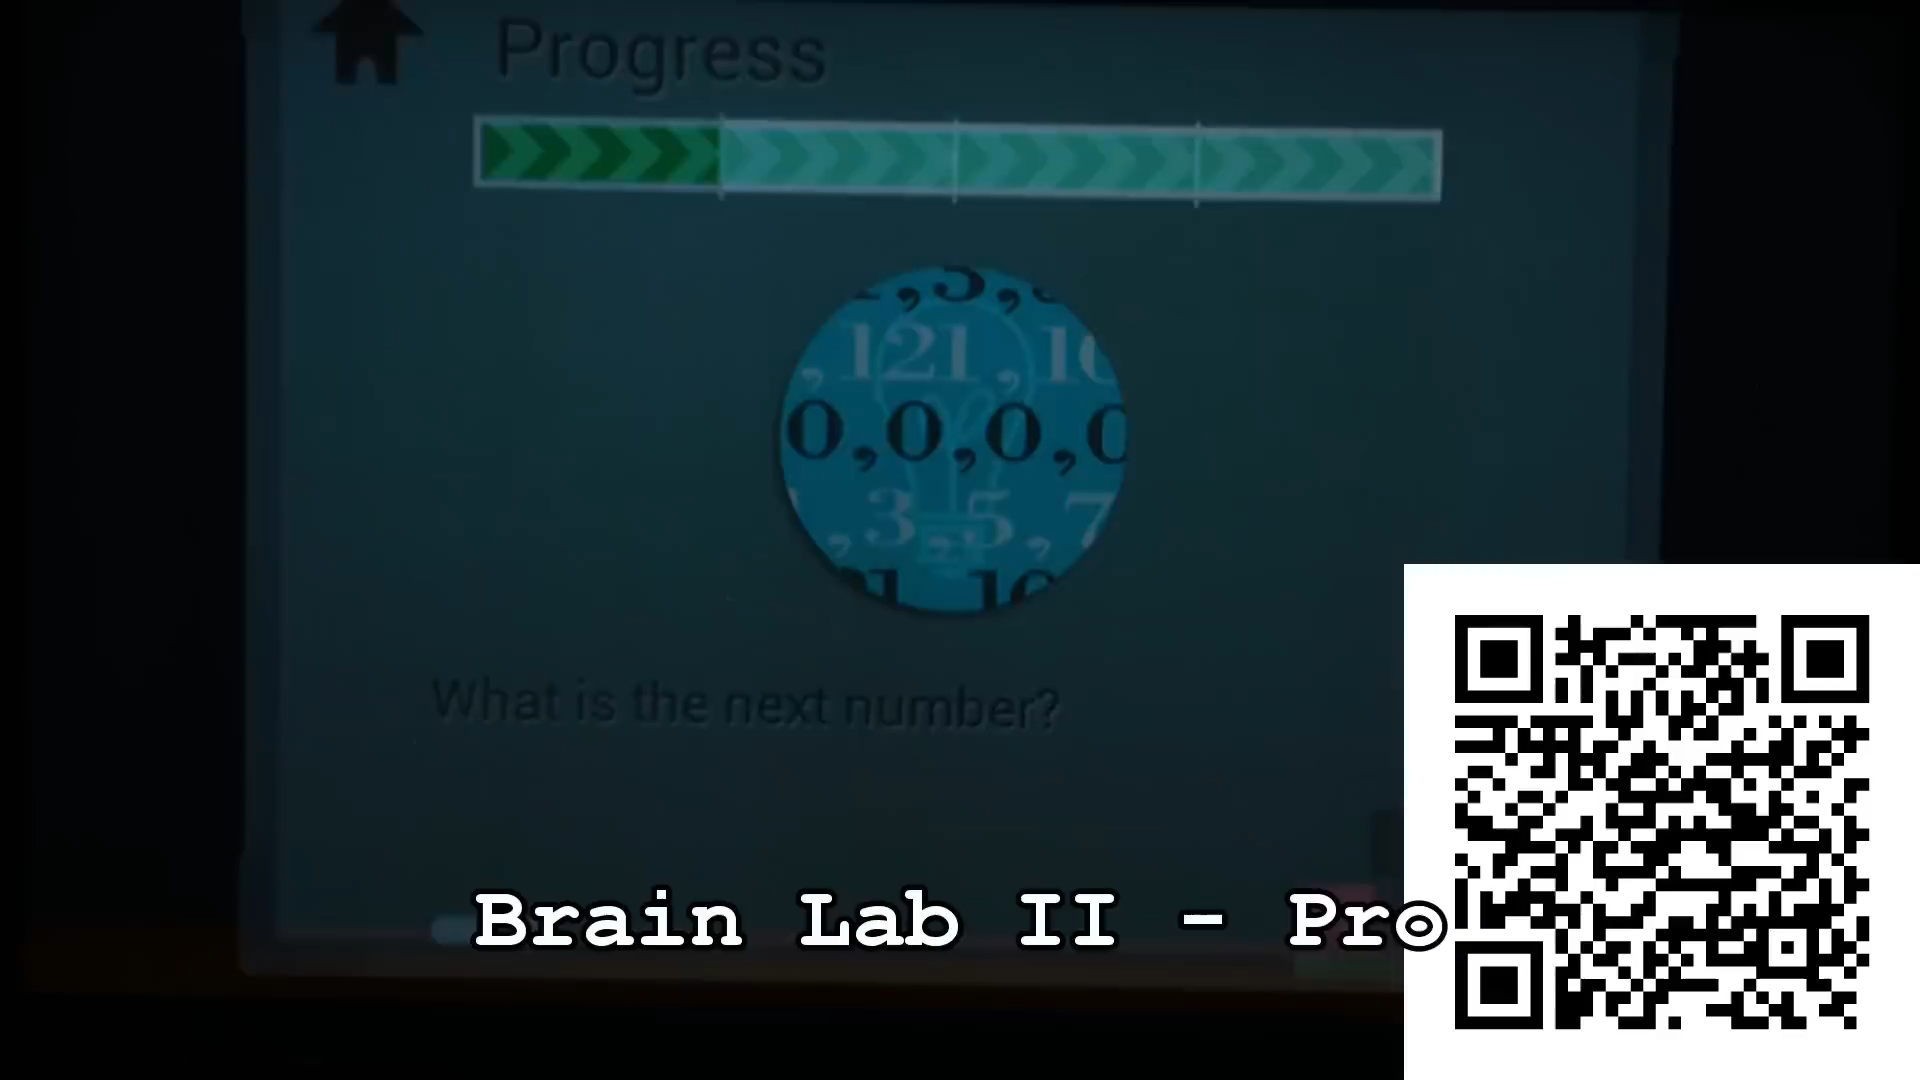 Progress
,3,
,121,10
0,0,0,0
,3,5,7
What is the next number?
Brain Lab II - Pro